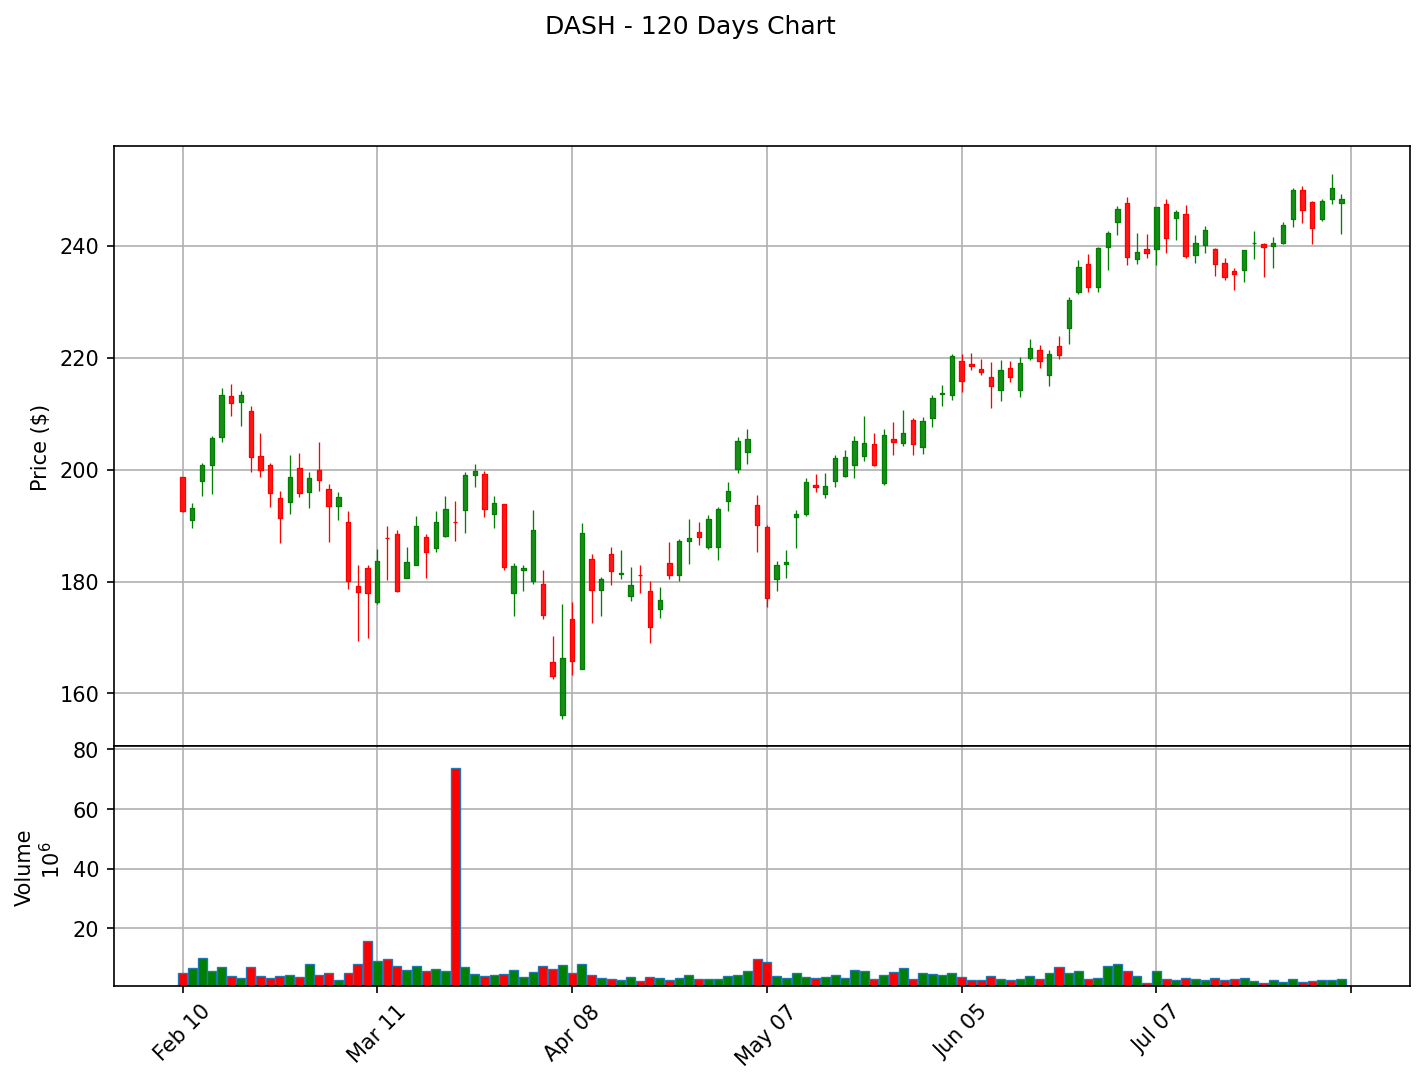 DASH - 120 Days Chart
Price ($)
240
220
200
180
160
Volume
10⁶
80
60
40
20
Feb 10
Mar 11
Apr 08
May 07
Jun 05
Jul 07